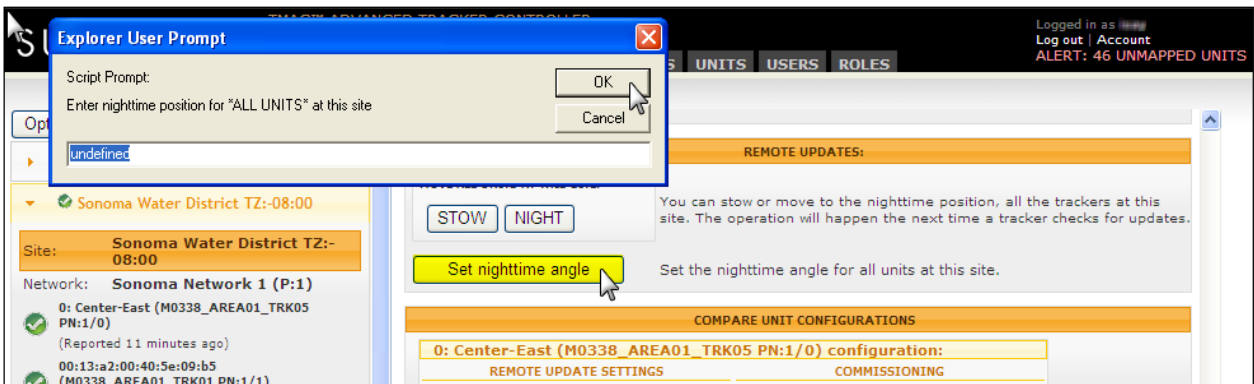 TMAC™ ADVANCED TRACKER CONTROLLER
Logged in as
Log out | Account
ALERT: 46 UNMAPPED UNITS
UNITS USERS ROLES
Explorer User Prompt
Script Prompt:
Enter nighttime position for "ALL UNITS" at this site
OK
Cancel
undefined
Sonoma Water District TZ:-08:00
Site: Sonoma Water District TZ:-
08:00
Network: Sonoma Network 1 (P:1)
0: Center-East (M0338_AREA01_TRK05
PN:1/0)
(Reported 11 minutes ago)
00:13:a2:00:40:5e:09:b5
(M0338_AREA01_TRK01 PN:1/1)
REMOTE UPDATES:
STOW NIGHT
You can stow or move to the nighttime position, all the trackers at this
site. The operation will happen the next time a tracker checks for updates.
Set nighttime angle
Set the nighttime angle for all units at this site.
COMPARE UNIT CONFIGURATIONS
0: Center-East (M0338_AREA01_TRK05 PN:1/0) configuration:
REMOTE UPDATE SETTINGS COMMISSIONING